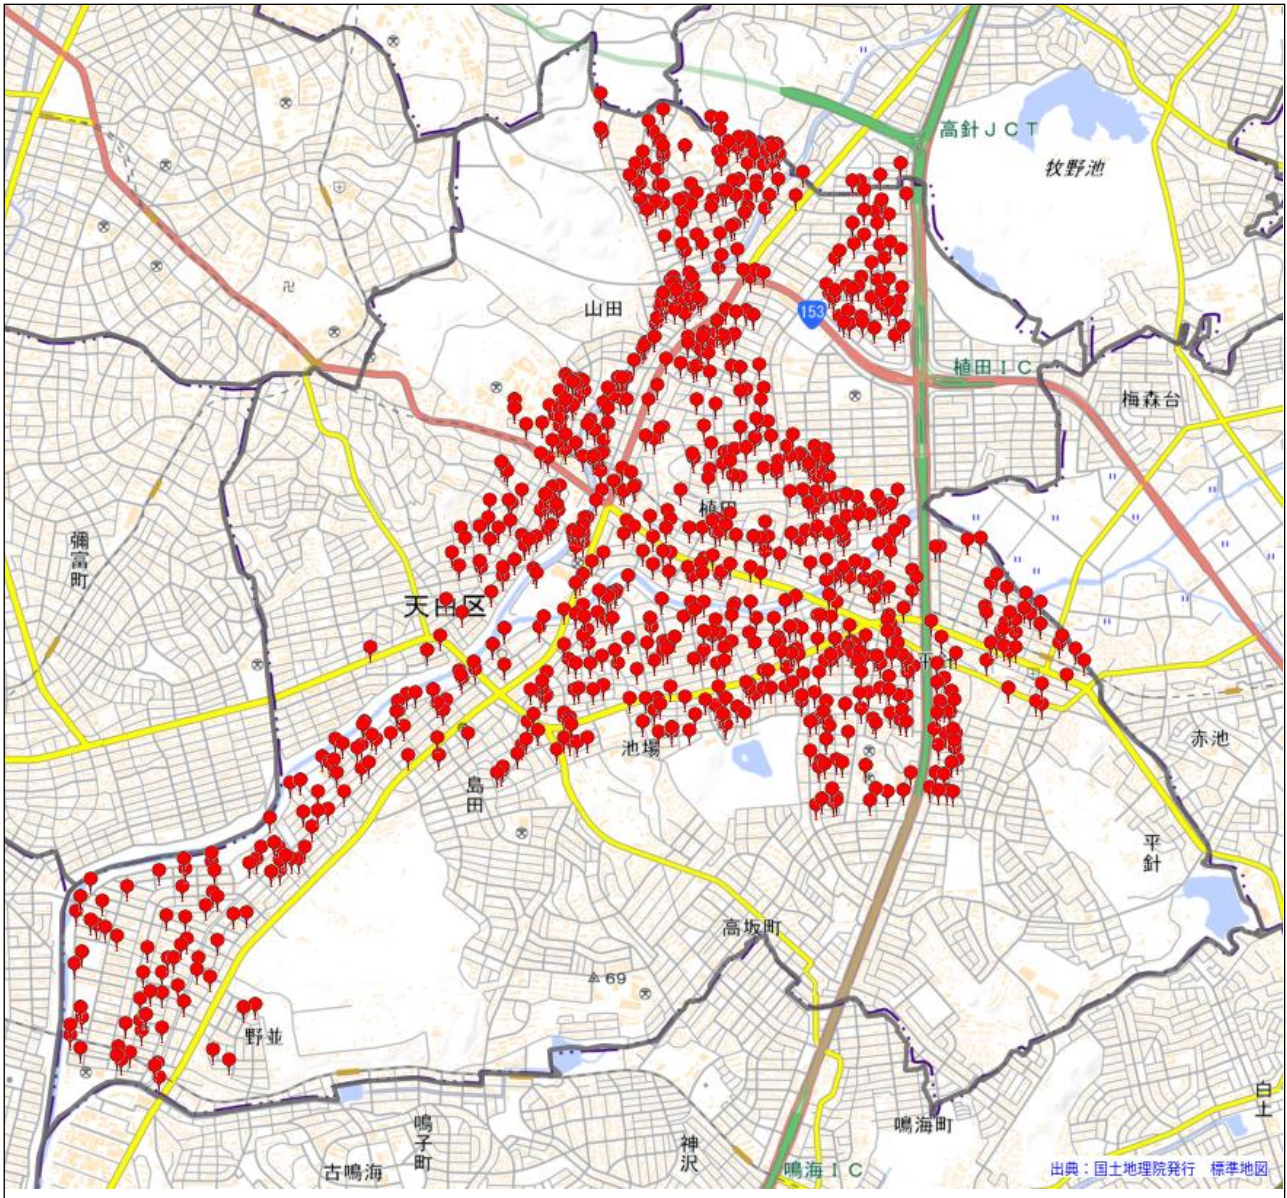 高針JCT
牧野池
山田
153
植田IC
梅森台
植田
彌富町
天白区
平
赤池
池場
島田
平針
高坂町
69
野並
鳴子町
神沢
古鳴海
鳴海町
白土
鳴海IC
出典：国土地理院発行　標準地図